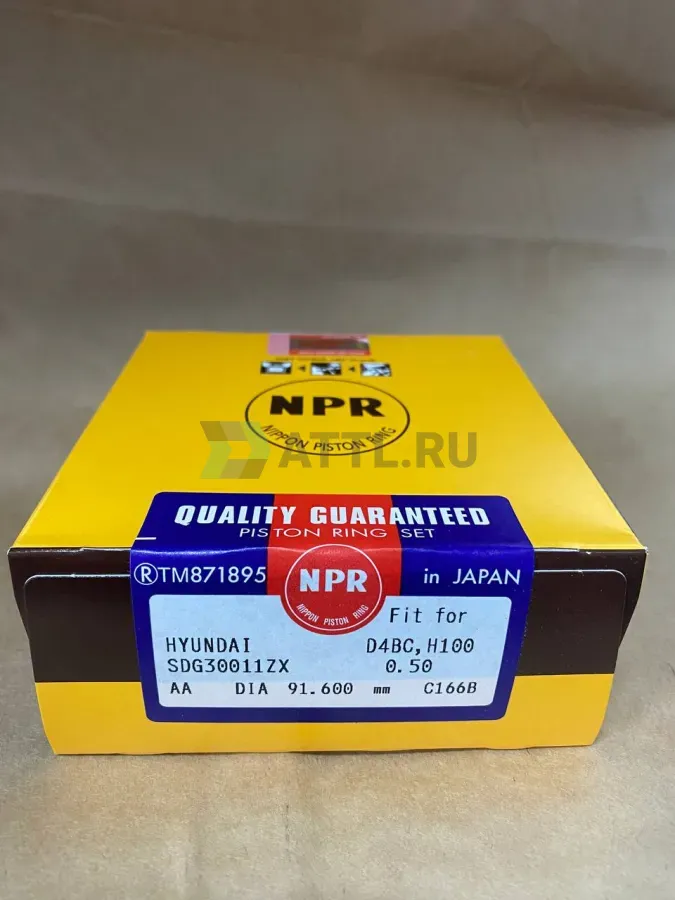 NPR
NIPPON PISTON RING
ATTL.RU
QUALITY GUARANTEED
PISTON RING SET
®TM871895 NPR in JAPAN
NIPPON PISTON RING
Fit for
HYUNDAI D4BC,H100
SDG30011ZX 0.50
AA DIA 91.600 mm C166B